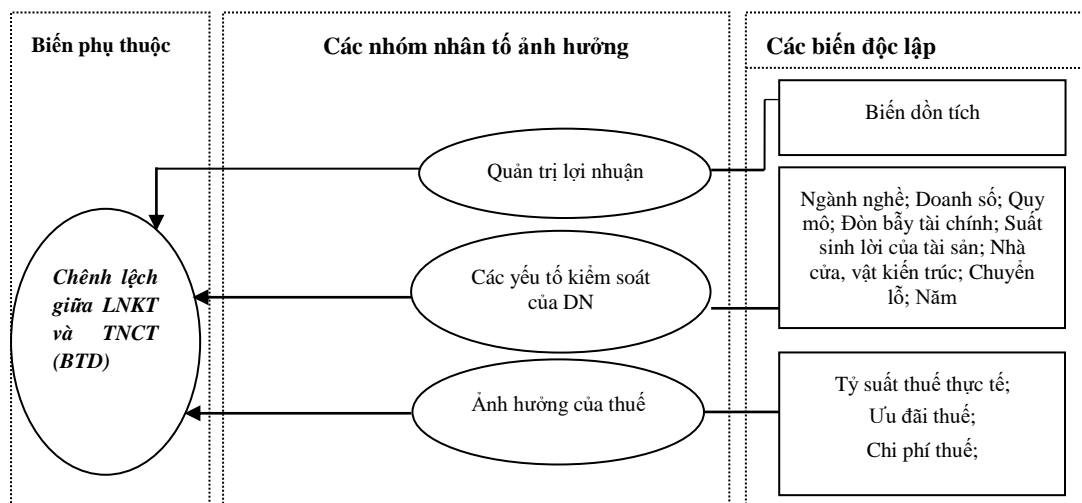 Biến phụ thuộc
Các nhóm nhân tố ảnh hưởng
Các biến độc lập
Biến dồn tích
Quản trị lợi nhuận
Ngành nghề; Doanh số; Quy
mô; Đòn bẫy tài chính; Suất
sinh lời của tài sản; Nhà
cửa, vật kiến trúc; Chuyển
lỗ; Năm
Chênh lệch
giữa LNKT
và TNCT
(BTD)
Các yếu tố kiểm soát
của DN
Ảnh hưởng của thuế
Tỷ suất thuế thực tế;
Ưu đãi thuế;
Chi phí thuế;